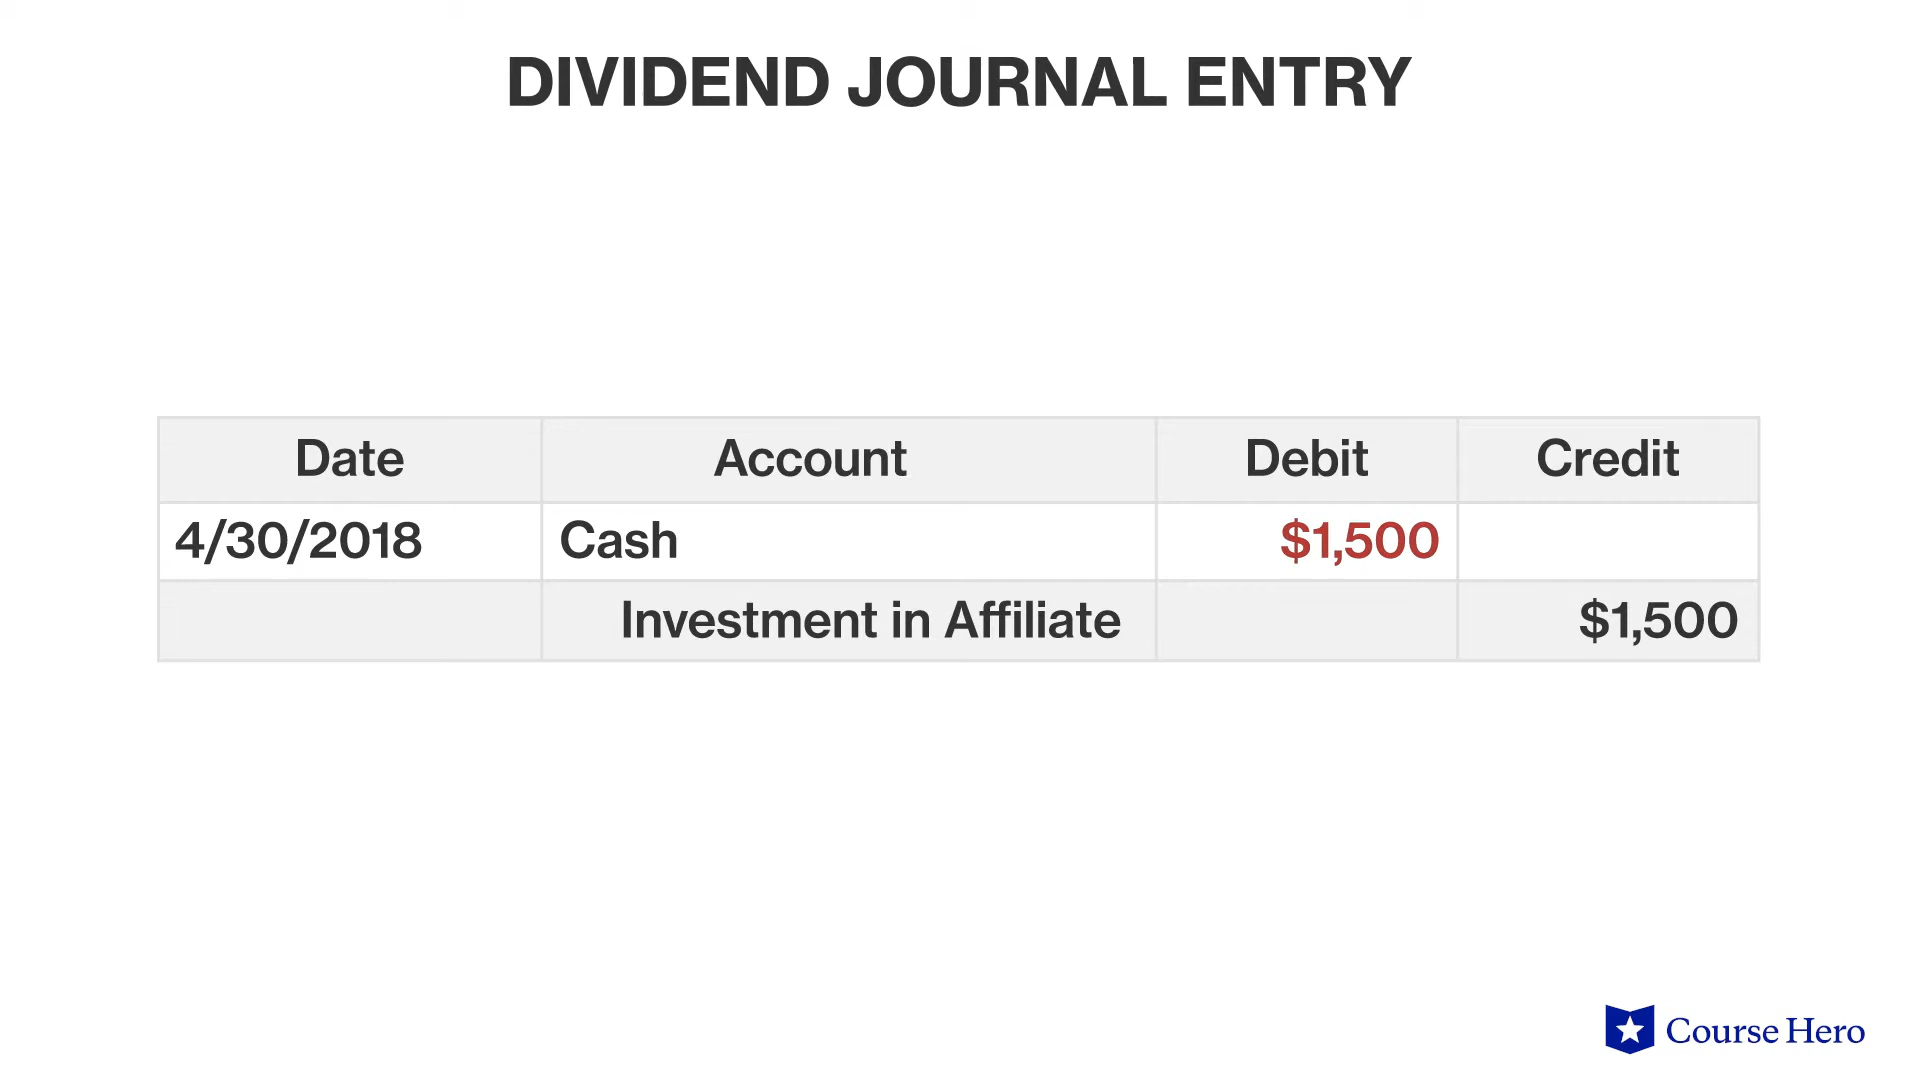 DIVIDEND JOURNAL ENTRY
Date Account Debit Credit
4/30/2018 Cash $1,500
Investment in Affiliate $1,500
Course Hero